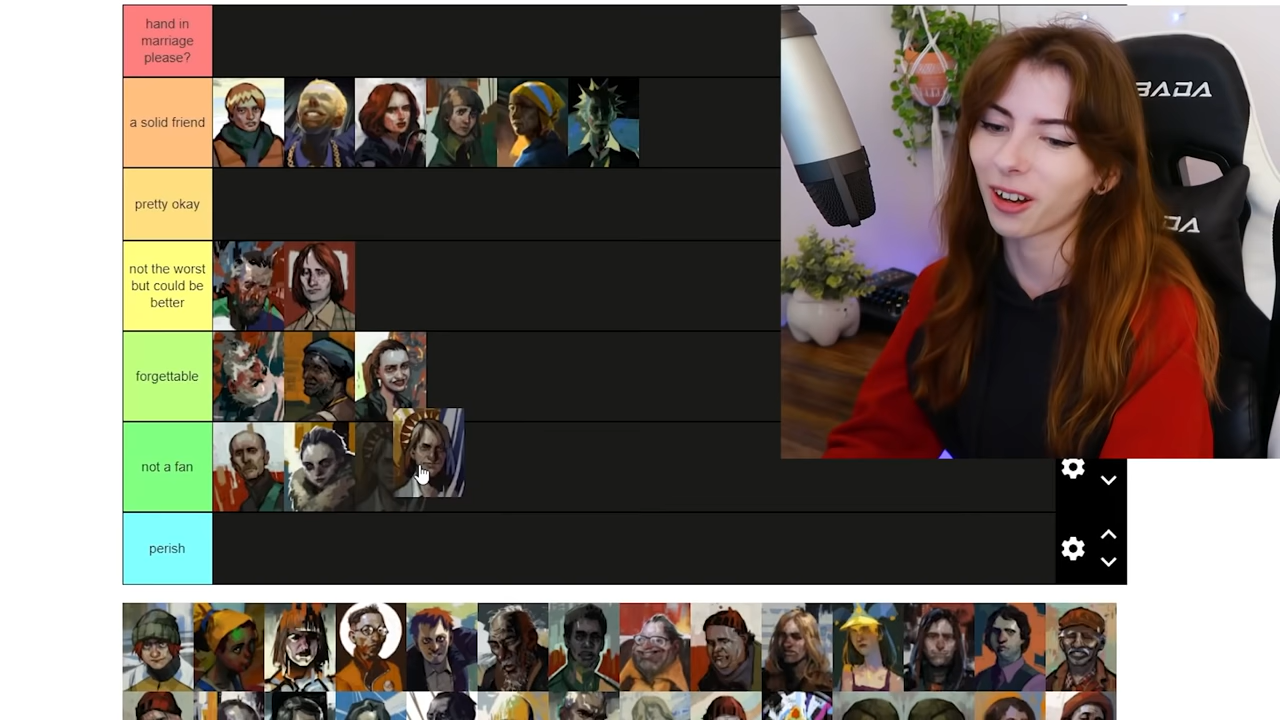 hand in
marriage
please?
a solid friend
pretty okay
not the worst
but could be
better
forgettable
not a fan
perish
BADA